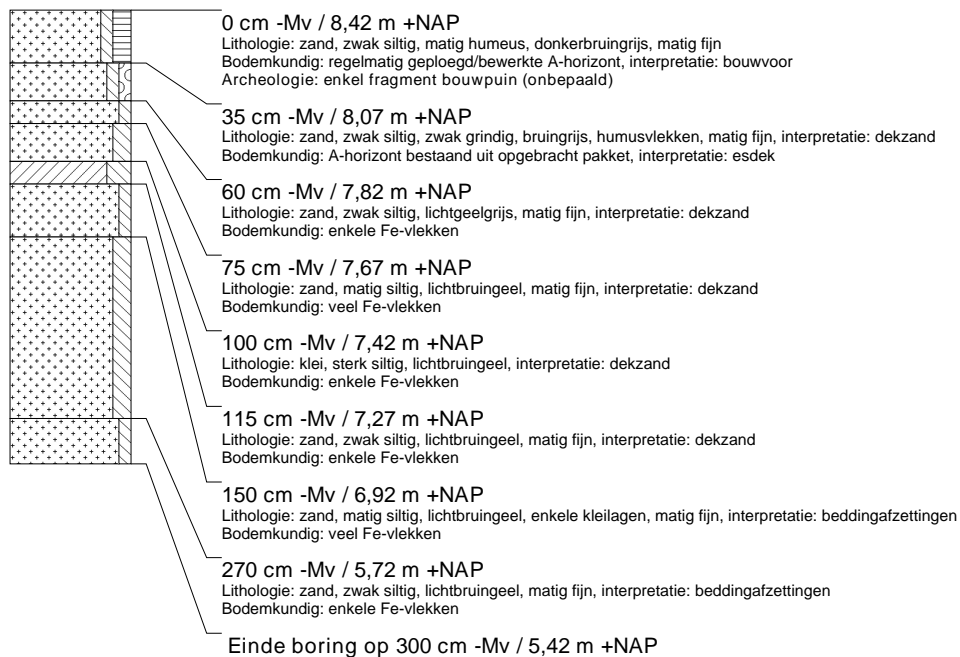 0 cm -Mv / 8,42 m +NAP
Lithologie: zand, zwak siltig, matig humeus, donkerbruingrijs, matig fijn
Bodemkundig: regelmatig geploegd/bewerkte A-horizont, interpretatie: bouwvoor
Archeologie: enkel fragment bouwpuin (onbepaald)
35 cm -Mv / 8,07 m +NAP
Lithologie: zand, zwak siltig, zwak grindig, bruingrijs, humusvlekken, matig fijn, interpretatie: dekzand
Bodemkundig: A-horizont bestaand uit opgebracht pakket, interpretatie: esdek
60 cm -Mv / 7,82 m +NAP
Lithologie: zand, zwak siltig, lichtgeelgrijs, matig fijn, interpretatie: dekzand
Bodemkundig: enkele Fe-vlekken
75 cm -Mv / 7,67 m +NAP
Lithologie: zand, matig siltig, lichtbruingeel, matig fijn, interpretatie: dekzand
Bodemkundig: veel Fe-vlekken
100 cm -Mv / 7,42 m +NAP
Lithologie: klei, sterk siltig, lichtbruingeel, interpretatie: dekzand
Bodemkundig: enkele Fe-vlekken
115 cm -Mv / 7,27 m +NAP
Lithologie: zand, zwak siltig, lichtbruingeel, matig fijn, interpretatie: dekzand
Bodemkundig: enkele Fe-vlekken
150 cm -Mv / 6,92 m +NAP
Lithologie: zand, matig siltig, lichtbruingeel, enkele kleilagen, matig fijn, interpretatie: beddingafzettingen
Bodemkundig: veel Fe-vlekken
270 cm -Mv / 5,72 m +NAP
Lithologie: zand, zwak siltig, lichtbruingeel, matig fijn, interpretatie: beddingafzettingen
Bodemkundig: enkele Fe-vlekken
Einde boring op 300 cm -Mv / 5,42 m +NAP